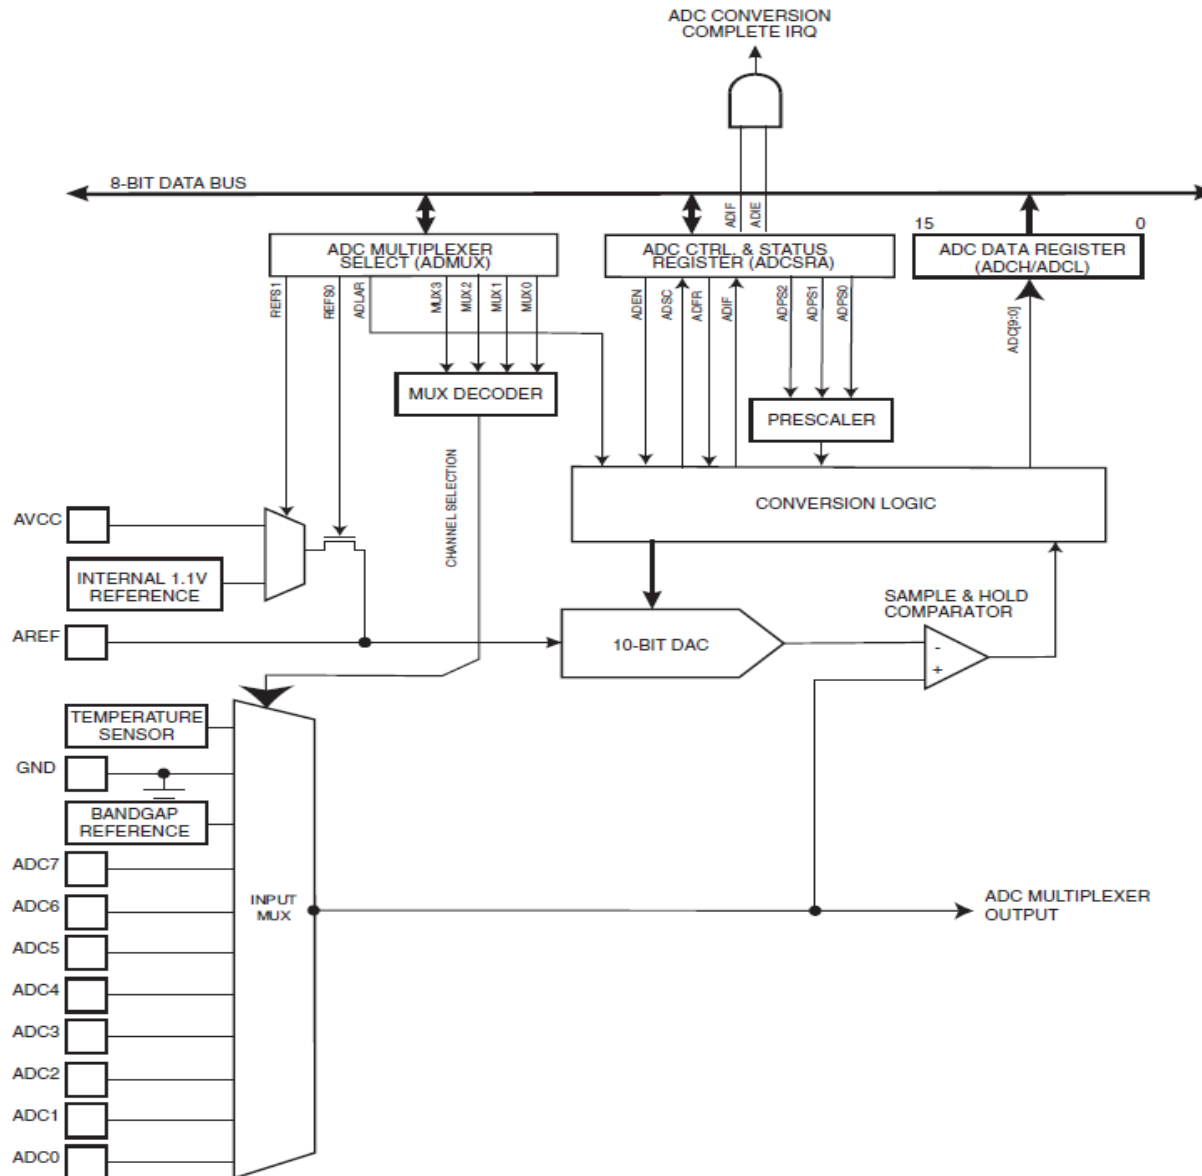 ADC CONVERSION
COMPLETE IRQ
8-BIT DATA BUS
ADIF
ADIE
15
0
ADC MULTIPLEXER
SELECT (ADMUX)
ADC CTRL. & STATUS
REGISTER (ADCSRA)
ADC DATA REGISTER
(ADCH/ADCL)
REFS1
REFS0
ADLAR
MUX3
MUX2
MUX1
MUX0
ADEN
ADSC
ADFR
ADIF
ADPS2
ADPS1
ADPS0
ADC[9:0]
MUX DECODER
PRESCALER
CHANNEL SELECTION
CONVERSION LOGIC
AVCC
INTERNAL 1.1V
REFERENCE
SAMPLE & HOLD
COMPARATOR
AREF
10-BIT DAC
-
+
TEMPERATURE
SENSOR
GND
BANDGAP
REFERENCE
ADC7
ADC6
ADC5
ADC4
ADC3
ADC2
ADC1
ADC0
INPUT
MUX
ADC MULTIPLEXER
OUTPUT